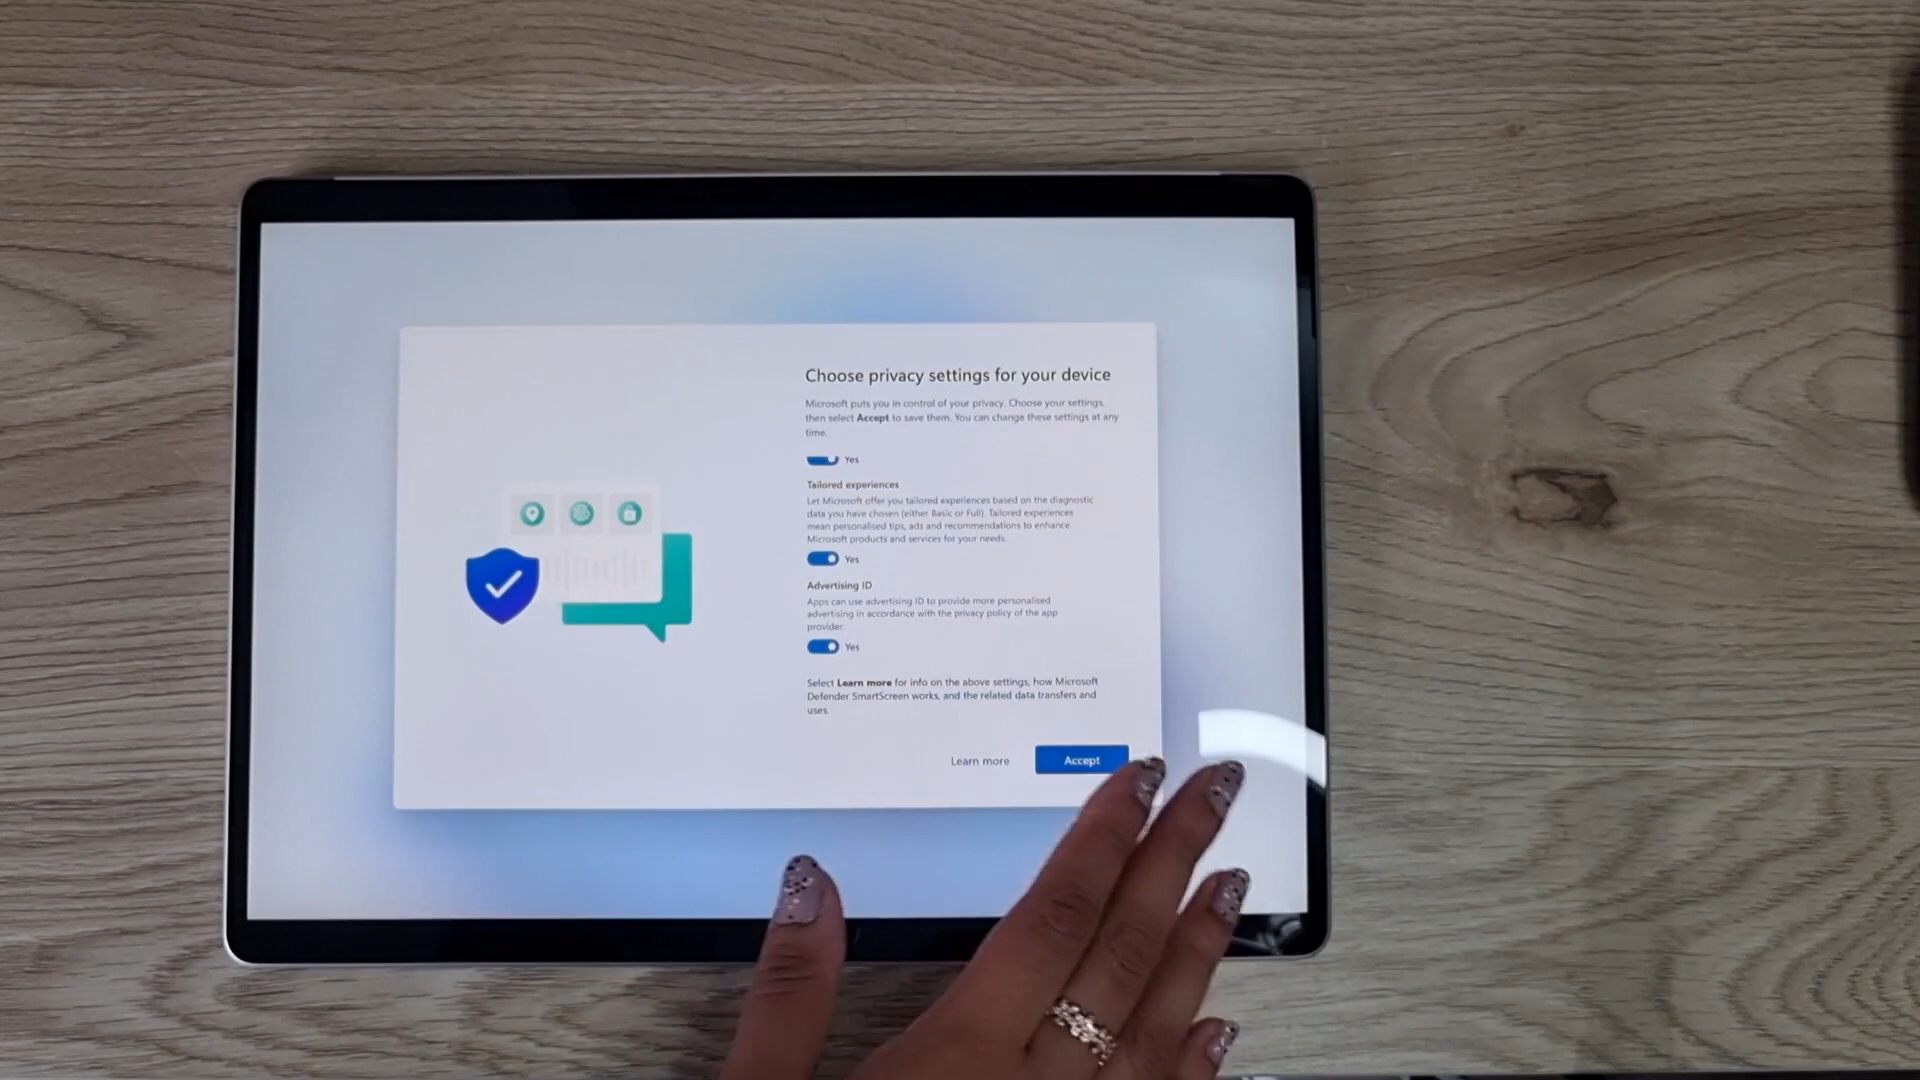 Choose privacy settings for your device
Microsoft puts you in control of your privacy. Choose your settings,
then select Accept to save them. You can change these settings at any
time.
Yes
Tailored experiences
Let Microsoft offer you tailored experiences based on the diagnostic
data you have chosen (either Basic or Full). Tailored experiences
mean personalised tips, ads and recommendations to enhance
Microsoft products and services for your needs.
Yes
Advertising ID
Apps can use advertising ID to provide more personalised
advertising in accordance with the privacy policy of the app
provider.
Yes
Select Learn more for info on the above settings, how Microsoft
Defender SmartScreen works, and the related data transfers and
uses.
Learn more
Accept